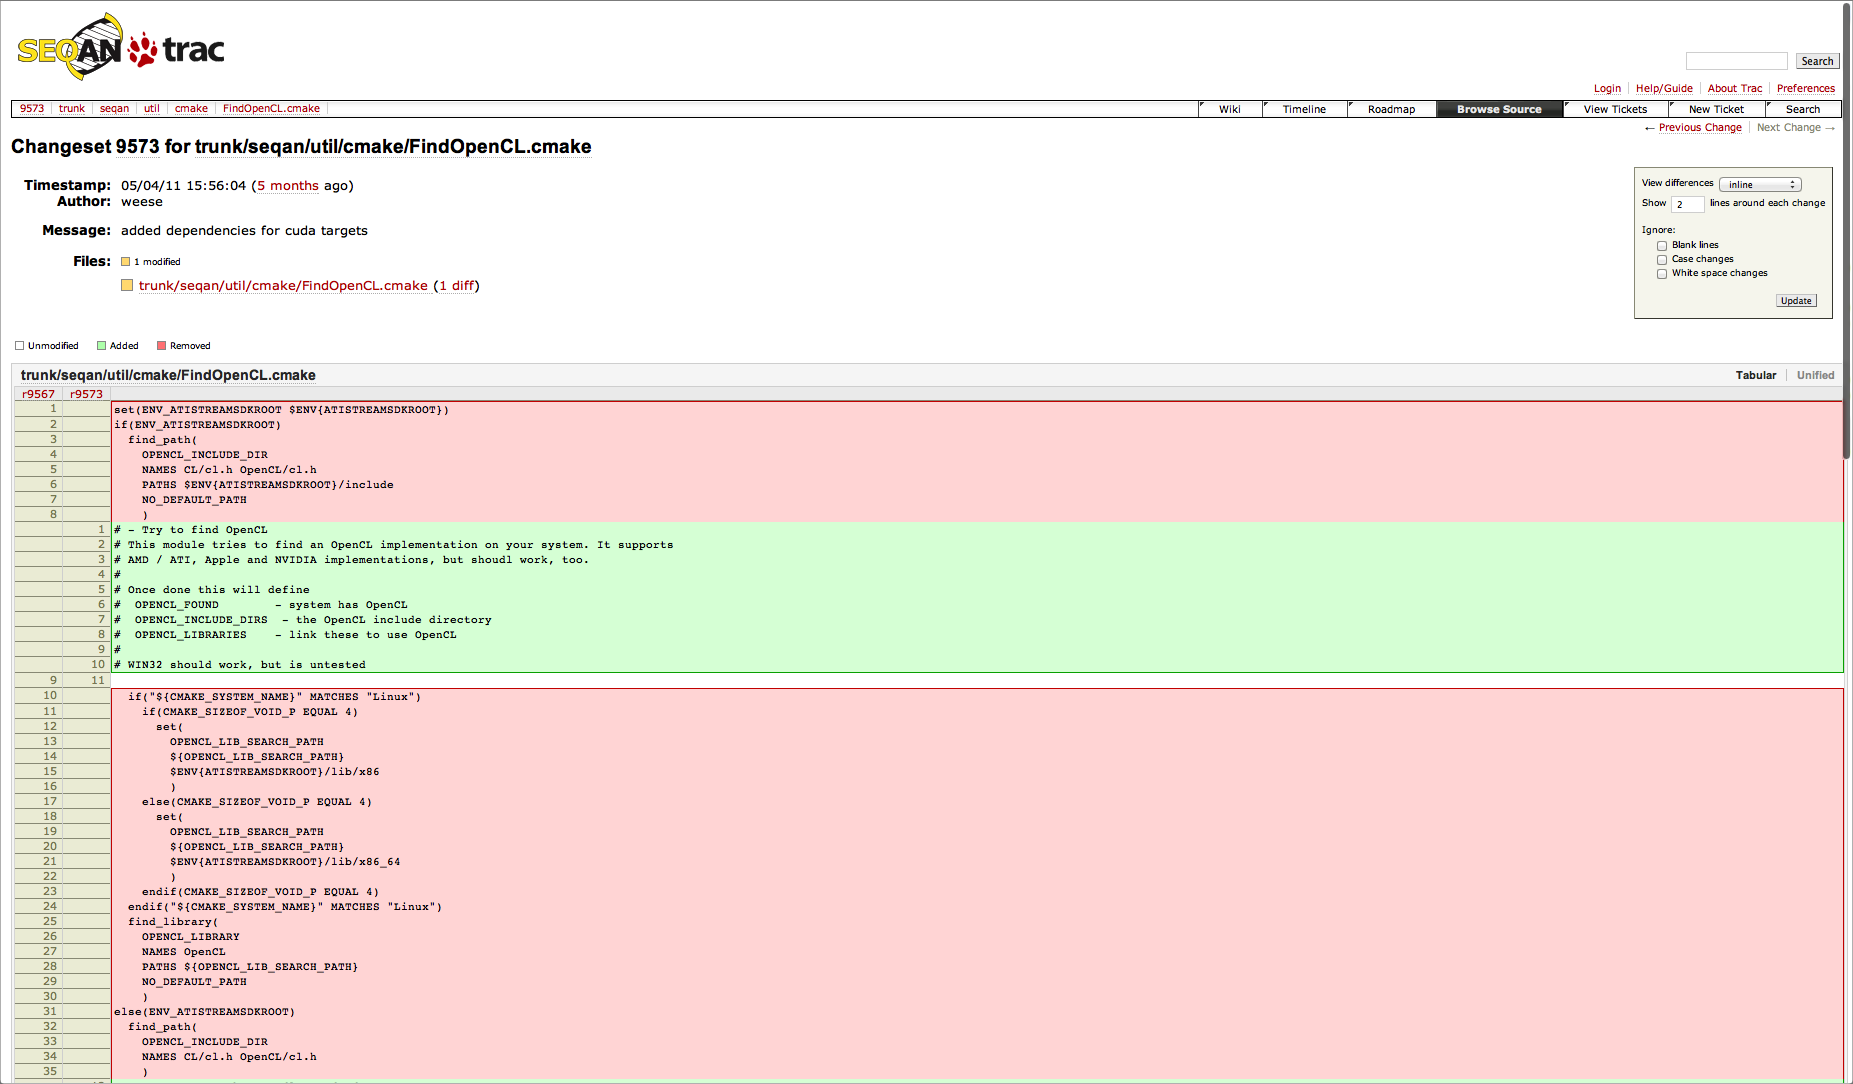 SEQAN trac
Search
Login Help/Guide About Trac Preferences
9573 trunk seqan util cmake FindOpenCL.cmake Wiki Timeline Roadmap Browse Source View Tickets New Ticket Search
← Previous Change Next Change →
Changeset 9573 for trunk/seqan/util/cmake/FindOpenCL.cmake
Timestamp: 05/04/11 15:56:04 (5 months ago)
Author: weese
Message: added dependencies for cuda targets
Files: 1 modified
trunk/seqan/util/cmake/FindOpenCL.cmake (1 diff)
View differences inline
Show 2 lines around each change
Ignore:
Blank lines
Case changes
White space changes
Update
Unmodified Added Removed
trunk/seqan/util/cmake/FindOpenCL.cmake Tabular Unified
r9567 r9573
1 set(ENV_ATISTREAMSDKROOT $ENV{ATISTREAMSDKROOT})
2 if(ENV_ATISTREAMSDKROOT)
3 find_path(
4 OPENCL_INCLUDE_DIR
5 NAMES CL/cl.h OpenCL/cl.h
6 PATHS $ENV{ATISTREAMSDKROOT}/include
7 NO_DEFAULT_PATH
8 )
1 # - Try to find OpenCL
2 # This module tries to find an OpenCL implementation on your system. It supports
3 # AMD / ATI, Apple and NVIDIA implementations, but shoudl work, too.
4 #
5 # Once done this will define
6 # OPENCL_FOUND - system has OpenCL
7 # OPENCL_INCLUDE_DIRS - the OpenCL include directory
8 # OPENCL_LIBRARIES - link these to use OpenCL
9 #
10 # WIN32 should work, but is untested
9 11
10 if("${CMAKE_SYSTEM_NAME}" MATCHES "Linux")
11 if(CMAKE_SIZEOF_VOID_P EQUAL 4)
12 set(
13 OPENCL_LIB_SEARCH_PATH
14 ${OPENCL_LIB_SEARCH_PATH}
15 $ENV{ATISTREAMSDKROOT}/lib/x86
16 )
17 else(CMAKE_SIZEOF_VOID_P EQUAL 4)
18 set(
19 OPENCL_LIB_SEARCH_PATH
20 ${OPENCL_LIB_SEARCH_PATH}
21 $ENV{ATISTREAMSDKROOT}/lib/x86_64
22 )
23 endif(CMAKE_SIZEOF_VOID_P EQUAL 4)
24 endif("${CMAKE_SYSTEM_NAME}" MATCHES "Linux")
25 find_library(
26 OPENCL_LIBRARY
27 NAMES OpenCL
28 PATHS ${OPENCL_LIB_SEARCH_PATH}
29 NO_DEFAULT_PATH
30 )
31 else(ENV_ATISTREAMSDKROOT)
32 find_path(
33 OPENCL_INCLUDE_DIR
34 NAMES CL/cl.h OpenCL/cl.h
35 )